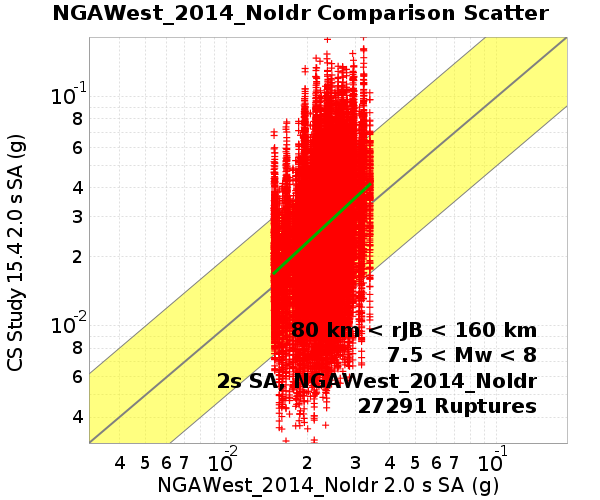 NGAWest_2014_NoIdr Comparison Scatter
CS Study 15.4 2.0 s SA (g)
10-1
8
6
4
3
2
10-2
8
6
4
80 km < rJB < 160 km
7.5 < Mw < 8
2s SA, NGAWest_2014_NoIdr
27291 Ruptures
4 5 6 7 10-2 2 3 4 5 6 7 10-1
NGAWest_2014_NoIdr 2.0 s SA (g)